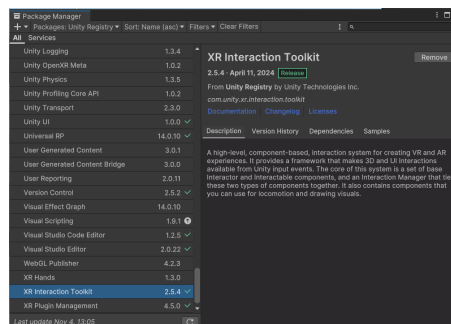 Package Manager
+ ▾ Packages: Unity Registry ▾ Sort: Name (asc) ▾ Filters ▾ Clear Filters
All Services
Unity Logging 1.3.4
Unity OpenXR Meta 1.0.2
Unity Physics 1.3.5
Unity Profiling Core API 1.0.2
Unity Transport 2.3.0
Unity UI 1.0.0 ✓
Universal RP 14.0.10 ✓
User Generated Content 3.0.1
User Generated Content Bridge 3.0.0
User Reporting 2.0.11
Version Control 2.5.2 ✓
Visual Effect Graph 14.0.10
Visual Scripting 1.9.1
Visual Studio Code Editor 1.2.5 ✓
Visual Studio Editor 2.0.22 ✓
WebGL Publisher 4.2.3
XR Hands 1.3.0
XR Interaction Toolkit 2.5.4 ✓
XR Plugin Management 4.5.0 ✓
Last update Nov 4, 13:05
XR Interaction Toolkit Remove
2.5.4 · April 11, 2024 Release
From Unity Registry by Unity Technologies Inc.
com.unity.xr.interaction.toolkit
Documentation Changelog Licenses
Description Version History Dependencies Samples
A high-level, component-based, interaction system for creating VR and AR
experiences. It provides a framework that makes 3D and UI interactions
available from Unity input events. The core of this system is a set of base
Interactor and Interactable components, and an Interaction Manager that tie
these two types of components together. It also contains components that
you can use for locomotion and drawing visuals.